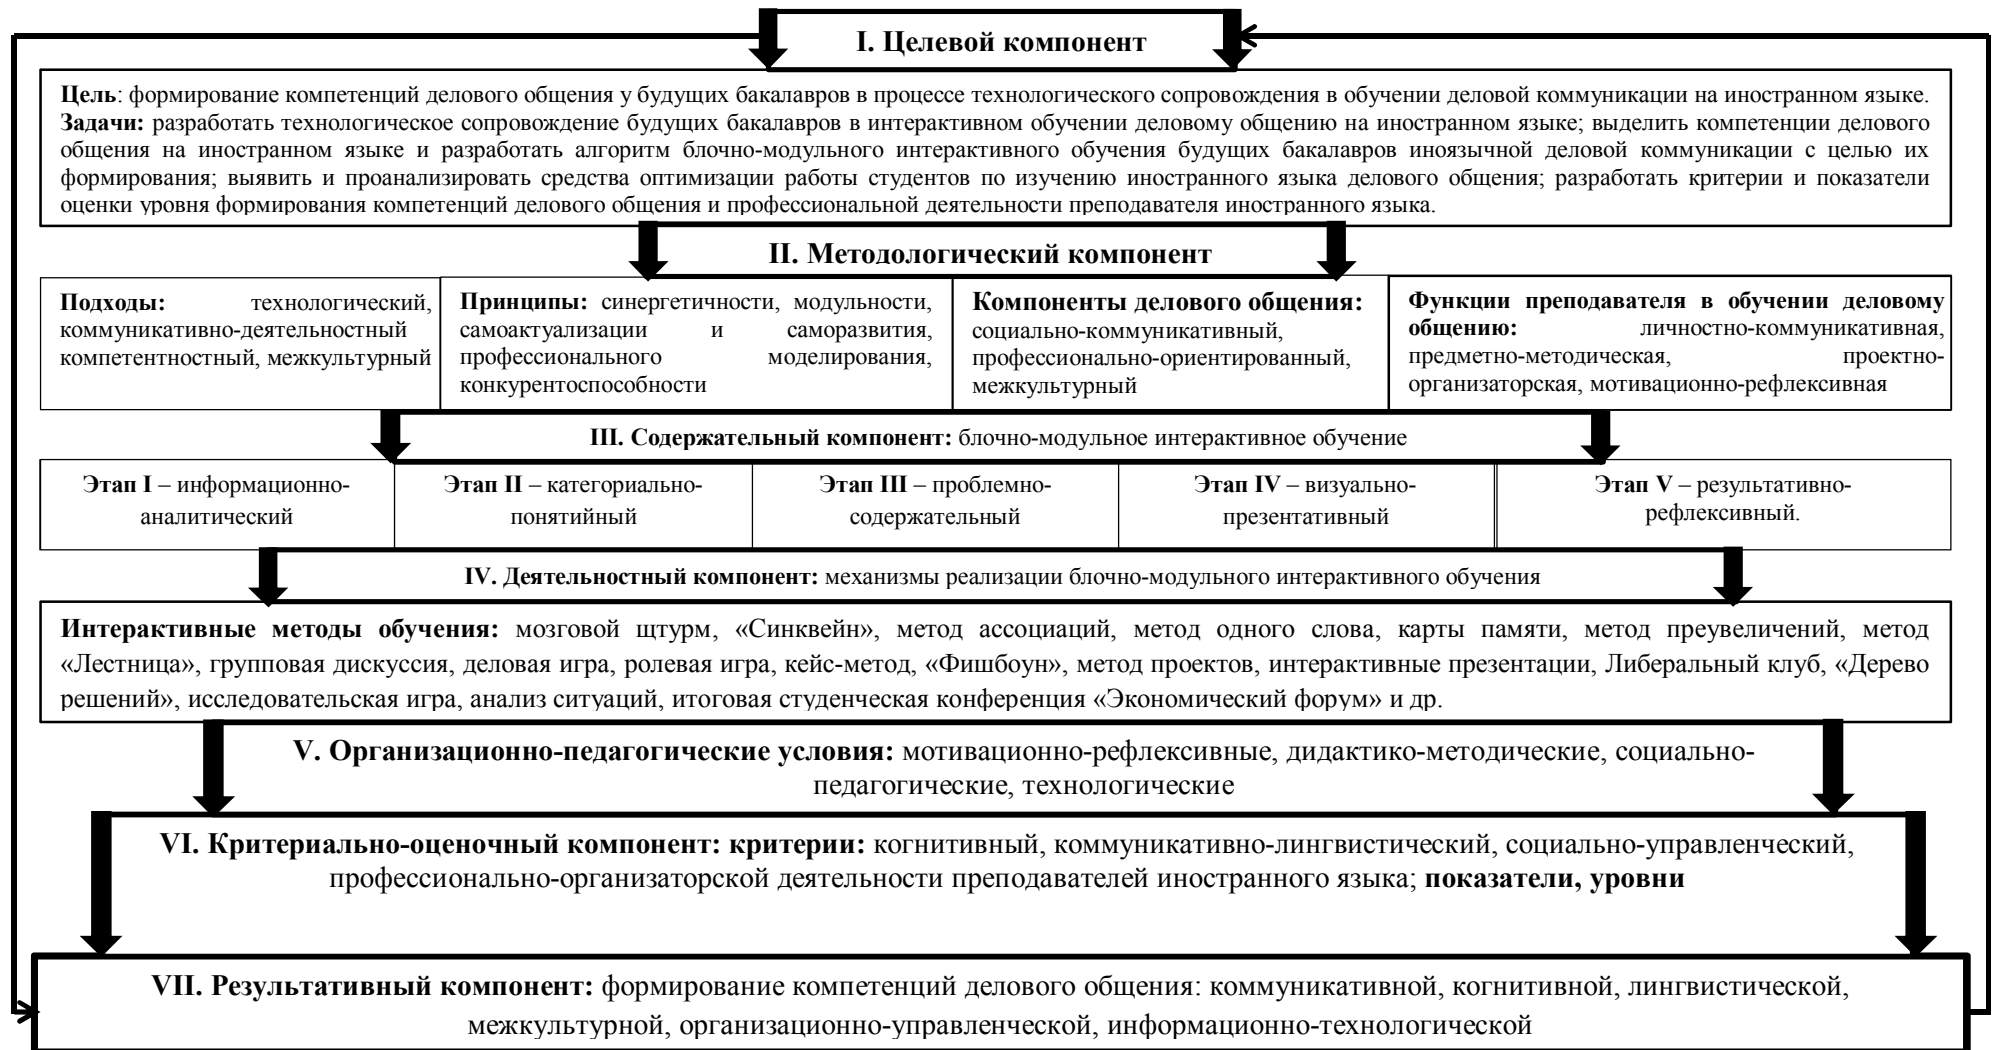 I. Целевой компонент
Цель: формирование компетенций делового общения у будущих бакалавров в процессе технологического сопровождения в обучении деловой коммуникации на иностранном языке.
Задачи: разработать технологическое сопровождение будущих бакалавров в интерактивном обучении деловому общению на иностранном языке; выделить компетенции делового
общения на иностранном языке и разработать алгоритм блочно-модульного интерактивного обучения будущих бакалавров иноязычной деловой коммуникации с целью их
формирования; выявить и проанализировать средства оптимизации работы студентов по изучению иностранного языка делового общения; разработать критерии и показатели
оценки уровня формирования компетенций делового общения и профессиональной деятельности преподавателя иностранного языка.
II. Методологический компонент
Подходы: технологический,
коммуникативно-деятельностный
компетентностный, межкультурный
Принципы: синергетичности, модульности,
самоактуализации и саморазвития,
профессионального моделирования,
конкурентоспособности
Компоненты делового общения:
социально-коммуникативный,
профессионально-ориентированный,
межкультурный
Функции преподавателя в обучении деловому
общению: личностно-коммуникативная,
предметно-методическая, проектно-
организаторская, мотивационно-рефлексивная
III. Содержательный компонент: блочно-модульное интерактивное обучение
Этап I – информационно-
аналитический
Этап II – категориально-
понятийный
Этап III – проблемно-
содержательный
Этап IV – визуально-
презентативный
Этап V – результативно-
рефлексивный.
IV. Деятельностный компонент: механизмы реализации блочно-модульного интерактивного обучения
Интерактивные методы обучения: мозговой щтурм, «Синквейн», метод ассоциаций, метод одного слова, карты памяти, метод преувеличений, метод
«Лестница», групповая дискуссия, деловая игра, ролевая игра, кейс-метод, «Фишбоун», метод проектов, интерактивные презентации, Либеральный клуб, «Дерево
решений», исследовательская игра, анализ ситуаций, итоговая студенческая конференция «Экономический форум» и др.
V. Организационно-педагогические условия: мотивационно-рефлексивные, дидактико-методические, социально-
педагогические, технологические
VI. Критериально-оценочный компонент: критерии: когнитивный, коммуникативно-лингвистический, социально-управленческий,
профессионально-организаторской деятельности преподавателей иностранного языка; показатели, уровни
VII. Результативный компонент: формирование компетенций делового общения: коммуникативной, когнитивной, лингвистической,
межкультурной, организационно-управленческой, информационно-технологической